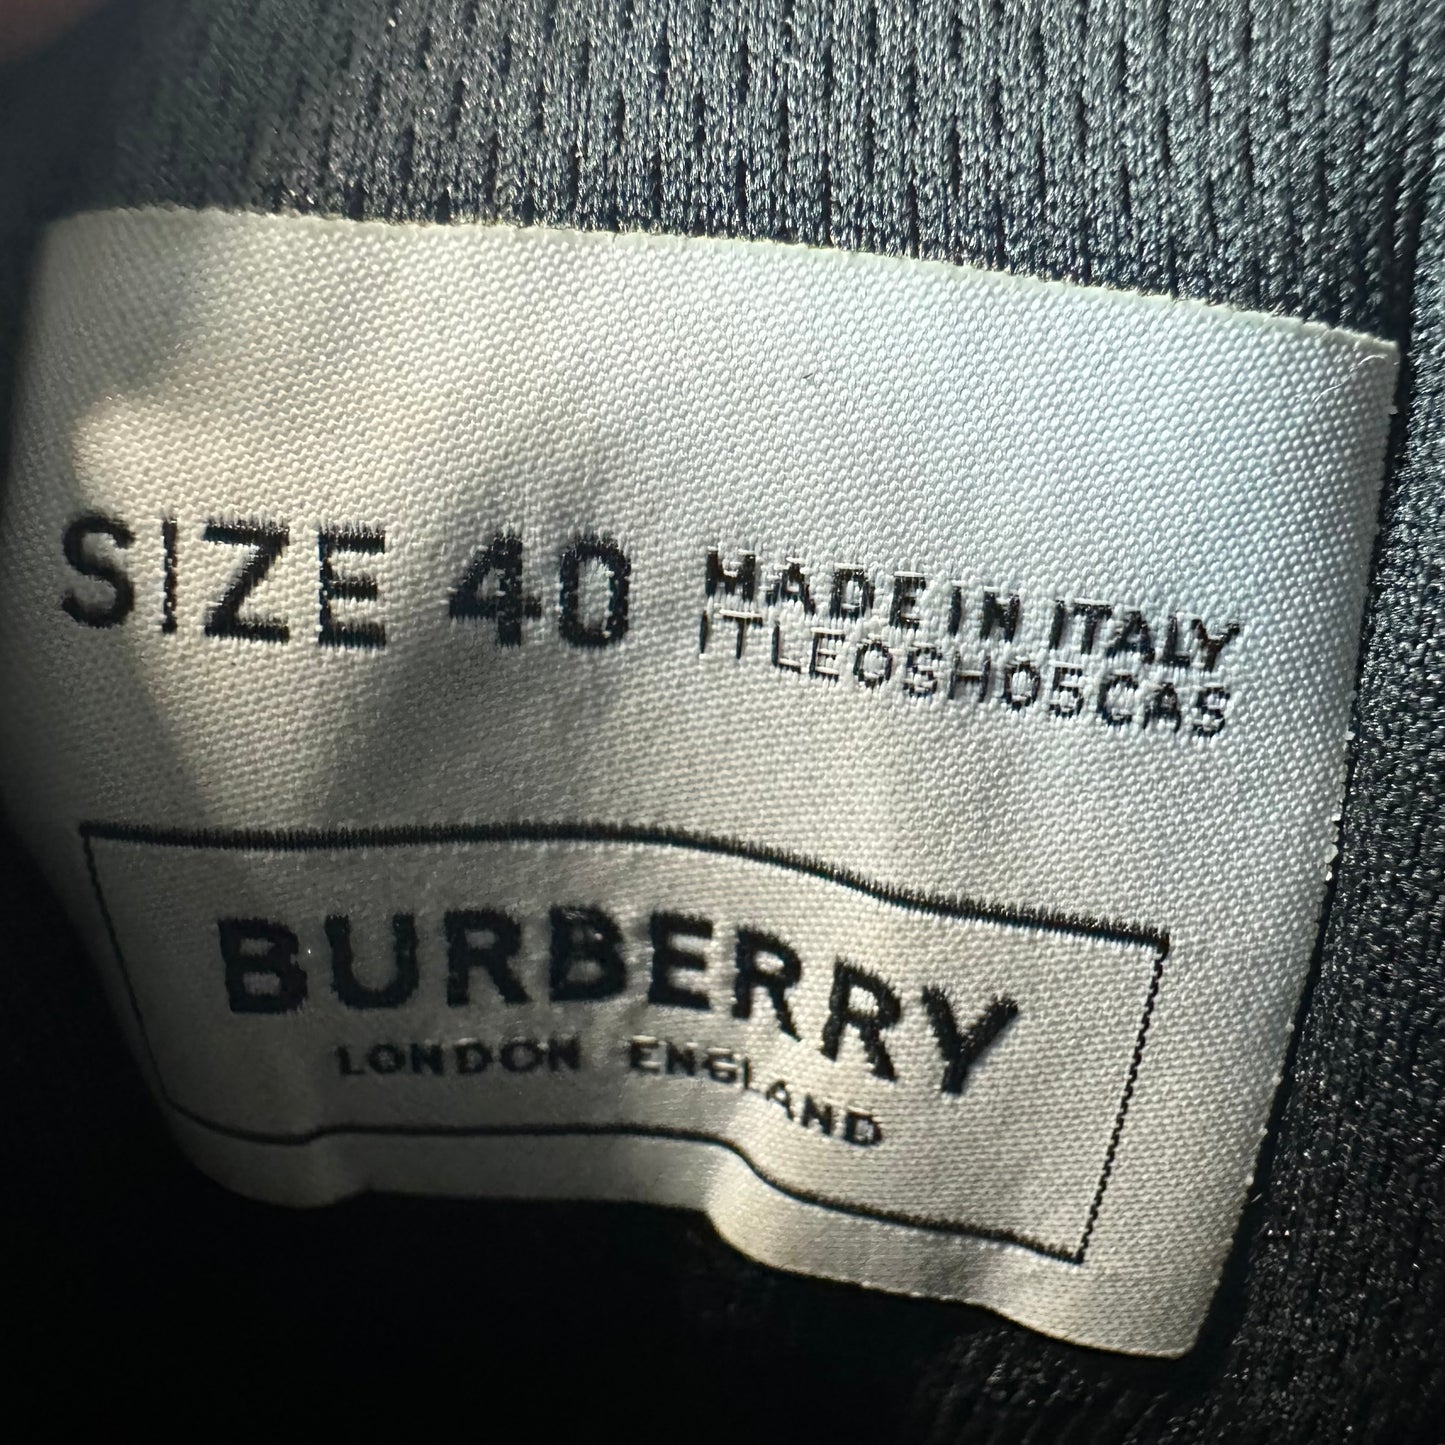 SIZE 40
MADE IN ITALY
ITLEOSHO5CAS
BURBERRY
LONDON ENGLAND